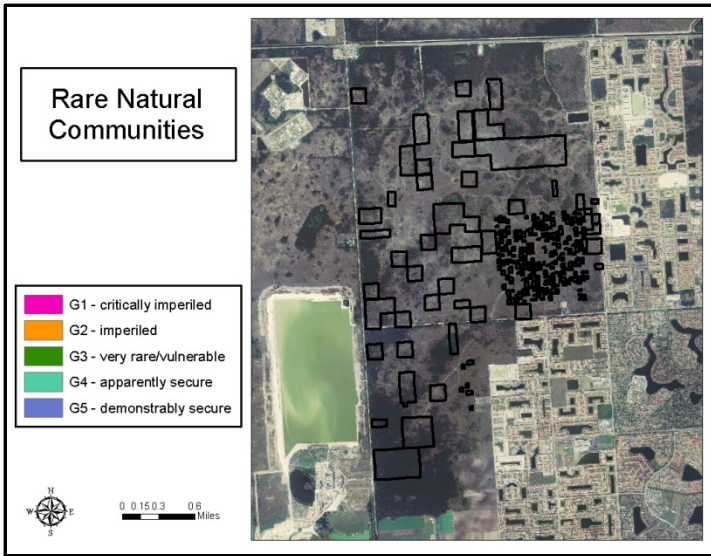 Rare Natural
Communities
G1 - critically imperiled
G2 - imperiled
G3 - very rare/vulnerable
G4 - apparently secure
G5 - demonstrably secure
N
W E
S
0 0.15 0.3 0.6
Miles